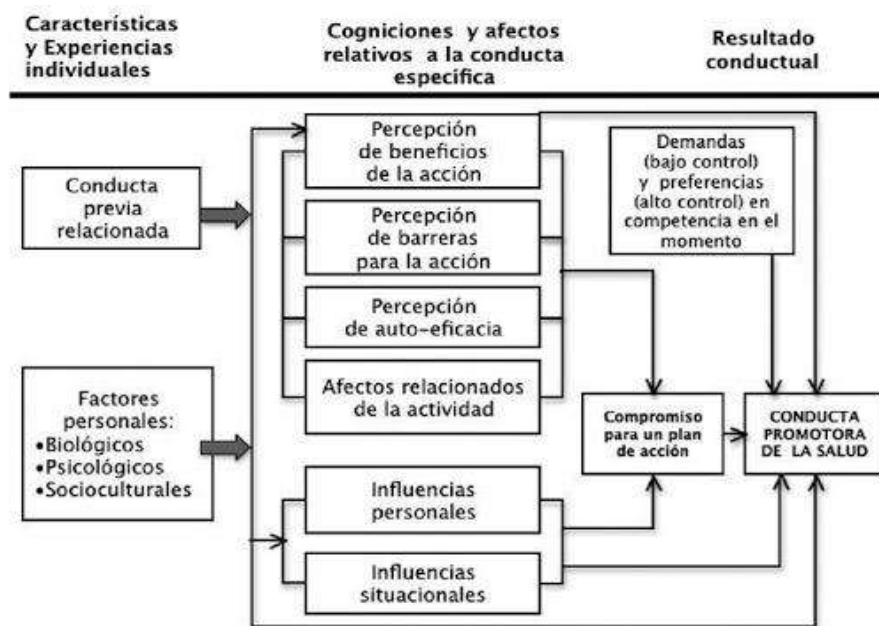 Características
y Experiencias
individuales
Cogniciones y afectos
relativos a la conducta
especifica
Resultado
conductual
Conducta
previa
relacionada
Factores
personales:
•Biológicos
•Psicológicos
•Socioculturales
Percepción
de beneficios
de la acción
Percepción
de barreras
para la acción
Percepción
de auto-eficacia
Afectos relacionados
de la actividad
Influencias
personales
Influencias
situacionales
Demandas
(bajo control)
y preferencias
(alto control) en
competencia en el
momento
Compromiso
para un plan
de acción
CONDUCTA
PROMOTORA
DE LA SALUD